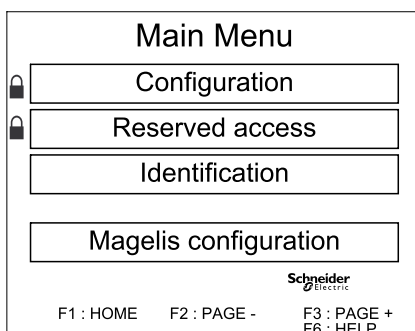 Main Menu
Configuration
Reserved access
Identification
Magelis configuration
Schneider
Electric
F1 : HOME F2 : PAGE - F3 : PAGE +
F6 : HELP